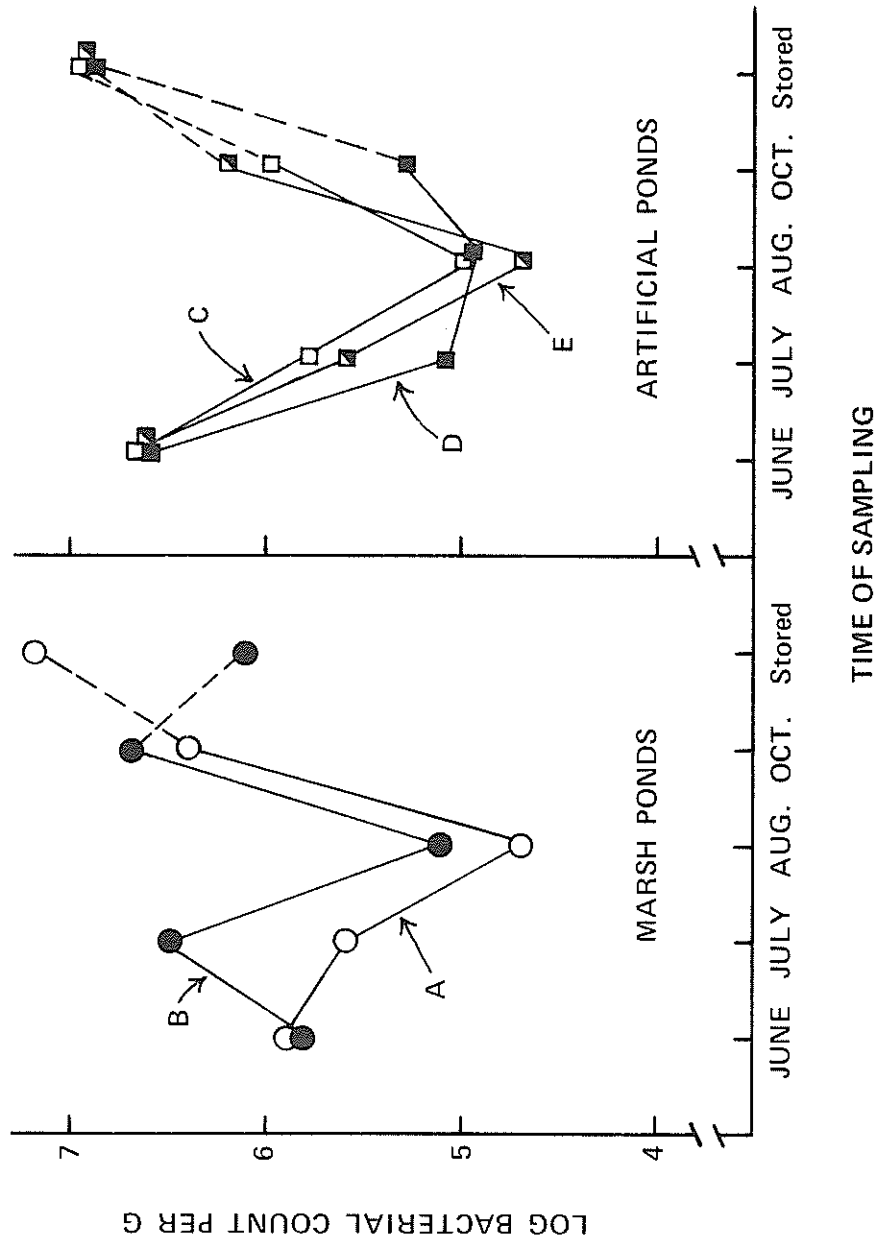 LOG BACTERIAL COUNT PER G
7
6
5
4
B
A
MARSH PONDS
JUNE JULY AUG. OCT. Stored
C
D
E
ARTIFICIAL PONDS
JUNE JULY AUG. OCT. Stored
TIME OF SAMPLING